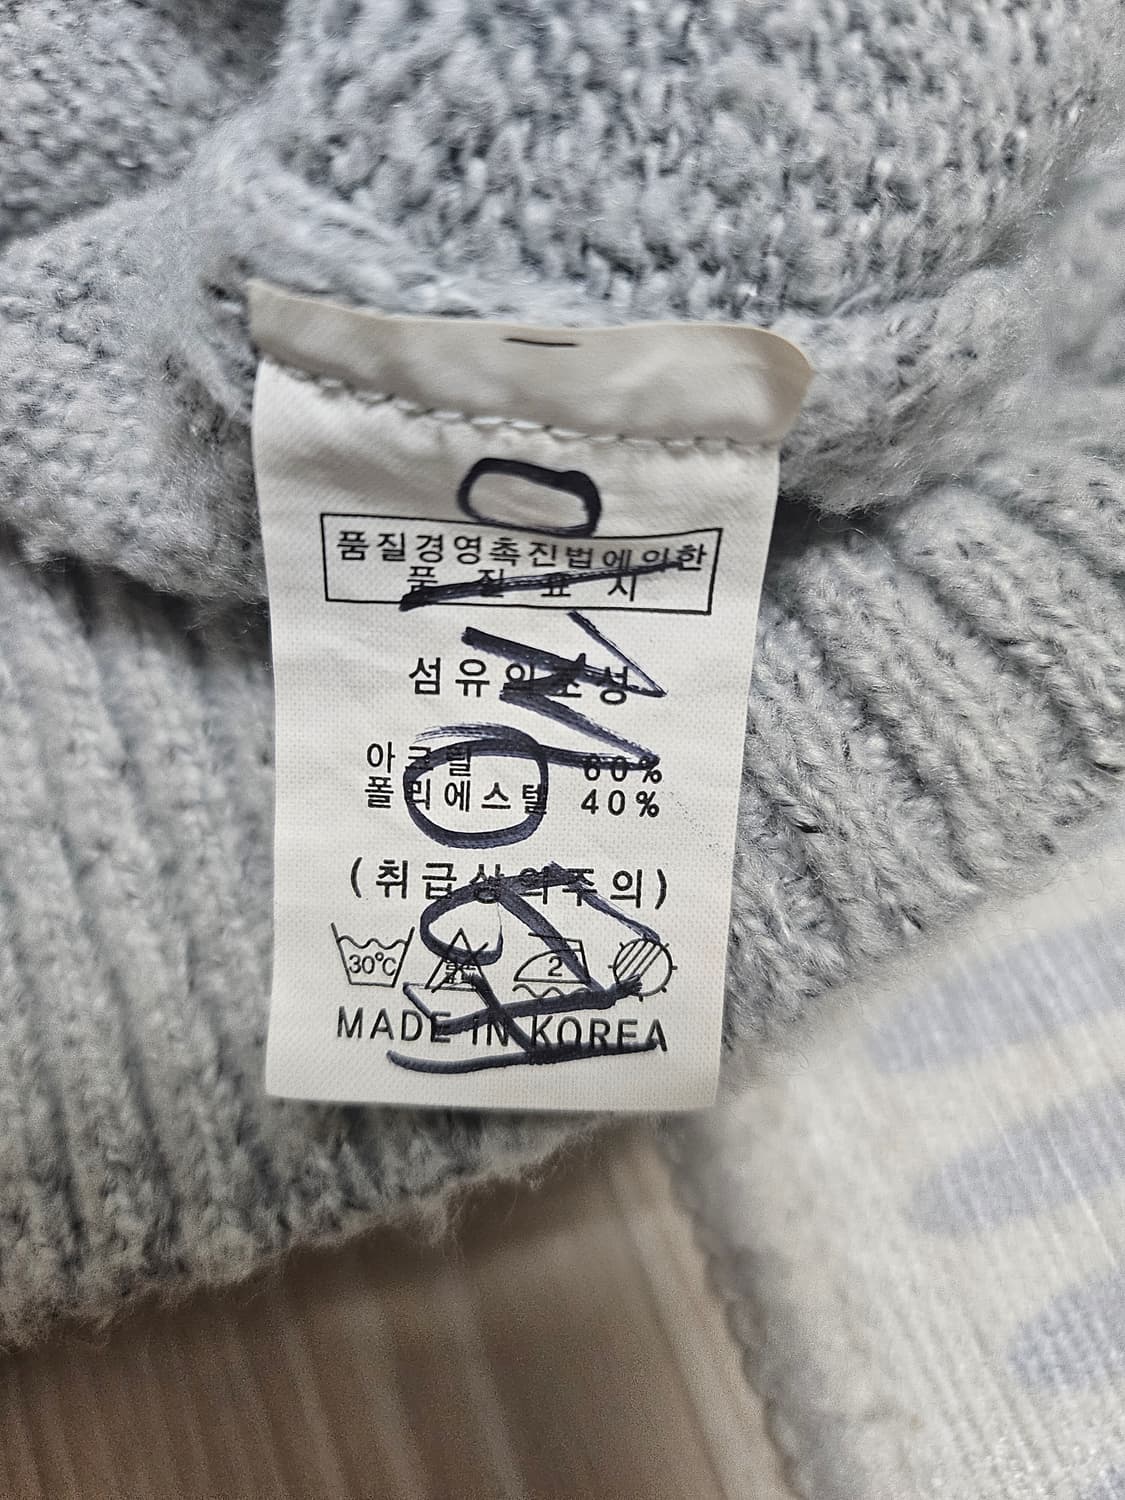 품질경영촉진법에의한
품 질 표 시
섬유의조성
아크릴 60%
폴리에스텔 40%
(취급상의주의)
30℃ 2
MADE IN KOREA